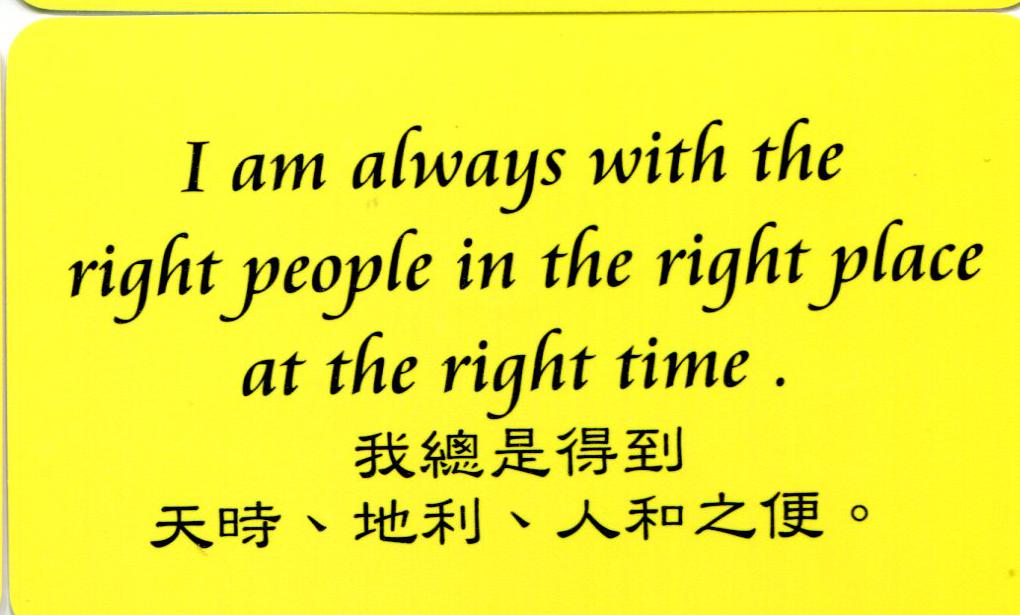 I am always with the
right people in the right place
at the right time .
我總是得到
天時、地利、人和之便。